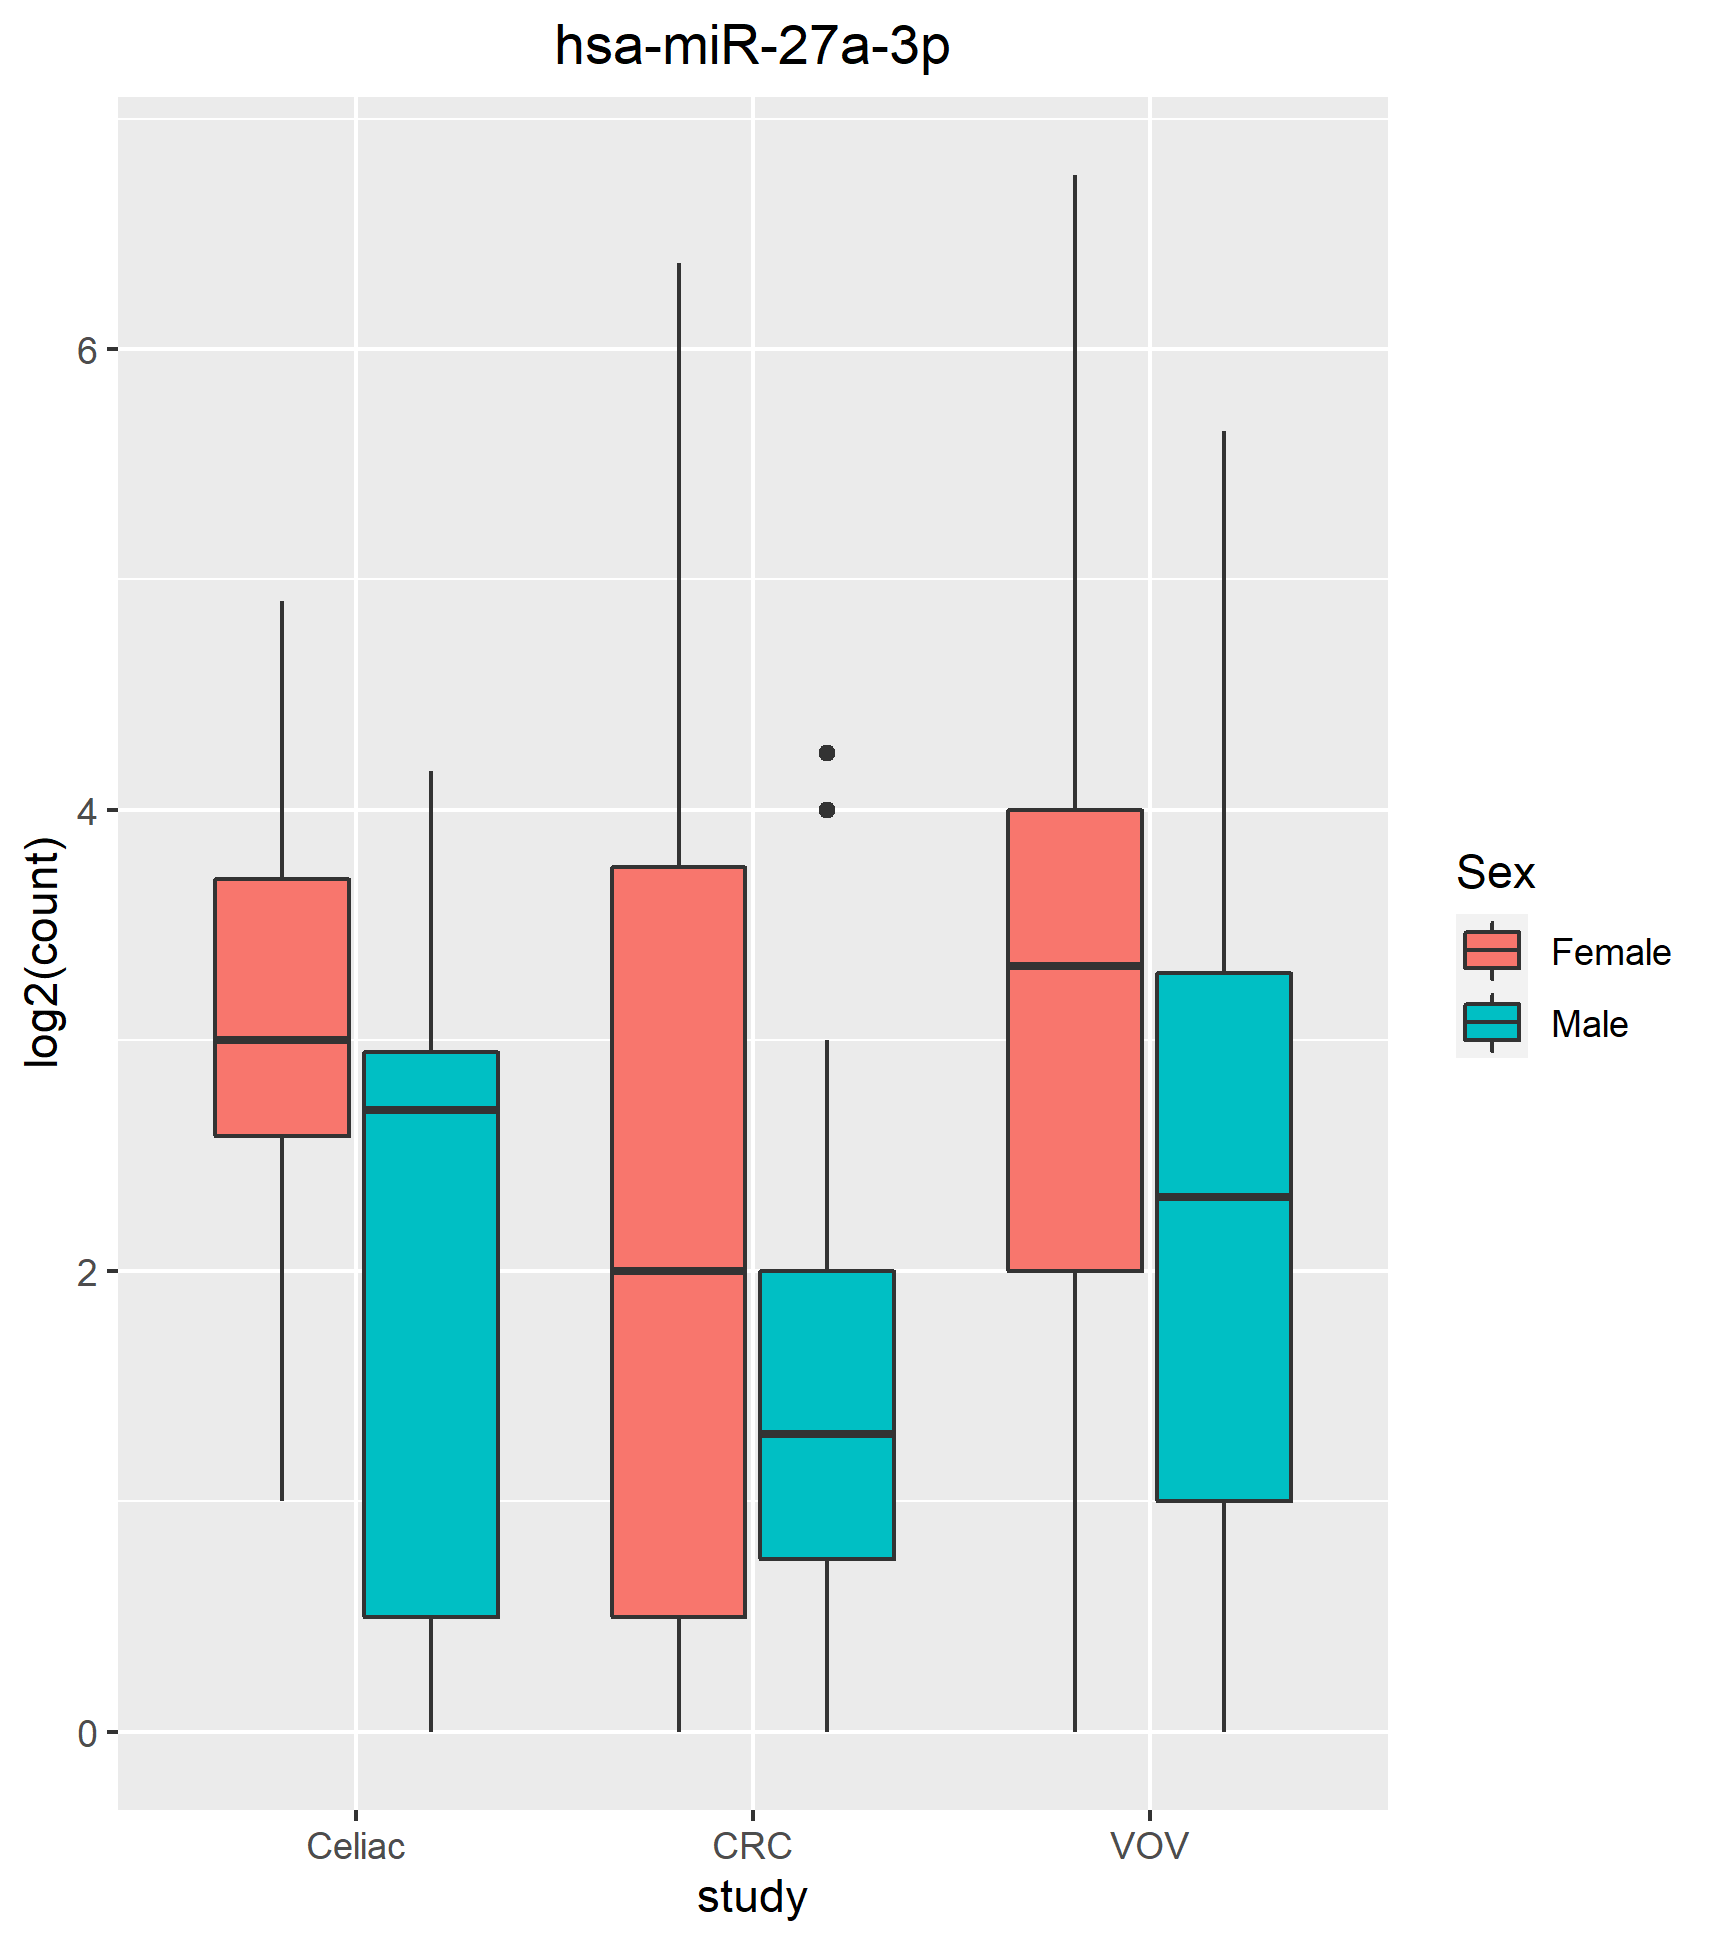 hsa-miR-27a-3p
log2(count)
6
4
2
0
Celiac CRC VOV
study
Sex
Female
Male